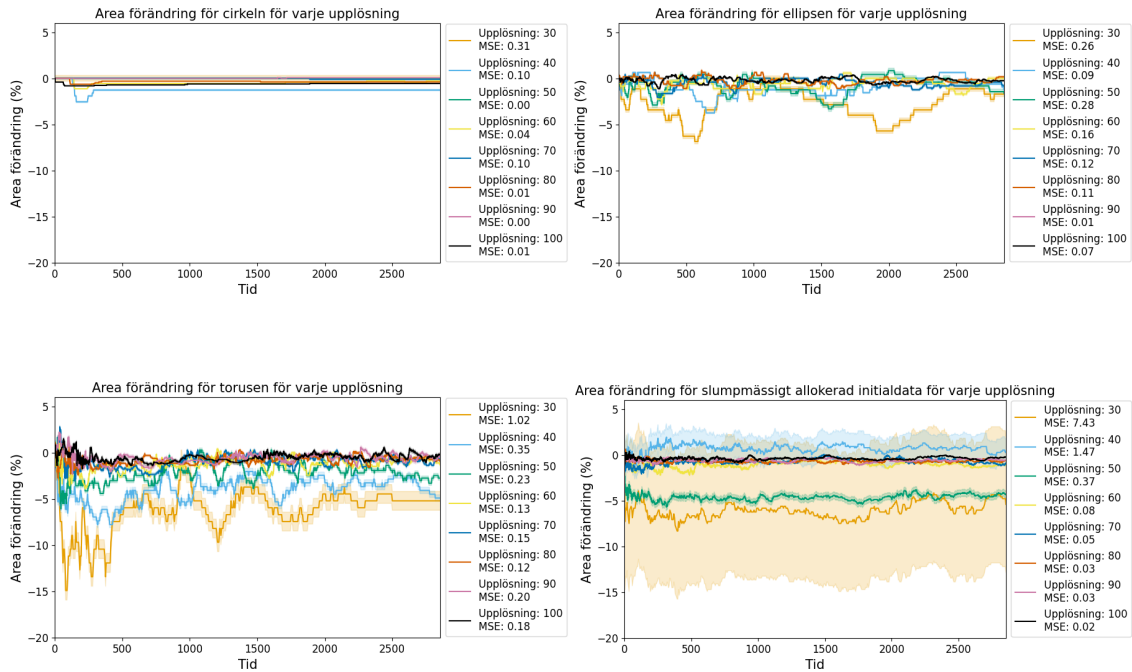 Area förändring för cirkeln för varje upplösning
5
0
−5
−10
−15
−20
Area förändring (%)
0 500 1000 1500 2000 2500
Tid
Upplösning: 30
MSE: 0.31
Upplösning: 40
MSE: 0.10
Upplösning: 50
MSE: 0.00
Upplösning: 60
MSE: 0.04
Upplösning: 70
MSE: 0.10
Upplösning: 80
MSE: 0.01
Upplösning: 90
MSE: 0.00
Upplösning: 100
MSE: 0.01
Area förändring för ellipsen för varje upplösning
5
0
−5
−10
−15
−20
Area förändring (%)
0 500 1000 1500 2000 2500
Tid
Upplösning: 30
MSE: 0.26
Upplösning: 40
MSE: 0.09
Upplösning: 50
MSE: 0.28
Upplösning: 60
MSE: 0.16
Upplösning: 70
MSE: 0.12
Upplösning: 80
MSE: 0.11
Upplösning: 90
MSE: 0.01
Upplösning: 100
MSE: 0.07
Area förändring för torusen för varje upplösning
5
0
−5
−10
−15
−20
Area förändring (%)
0 500 1000 1500 2000 2500
Tid
Upplösning: 30
MSE: 1.02
Upplösning: 40
MSE: 0.35
Upplösning: 50
MSE: 0.23
Upplösning: 60
MSE: 0.13
Upplösning: 70
MSE: 0.15
Upplösning: 80
MSE: 0.12
Upplösning: 90
MSE: 0.20
Upplösning: 100
MSE: 0.18
Area förändring för slumpmässigt allokerad initialdata för varje upplösning
5
0
−5
−10
−15
−20
Area förändring (%)
0 500 1000 1500 2000 2500
Tid
Upplösning: 30
MSE: 7.43
Upplösning: 40
MSE: 1.47
Upplösning: 50
MSE: 0.37
Upplösning: 60
MSE: 0.08
Upplösning: 70
MSE: 0.05
Upplösning: 80
MSE: 0.03
Upplösning: 90
MSE: 0.03
Upplösning: 100
MSE: 0.02